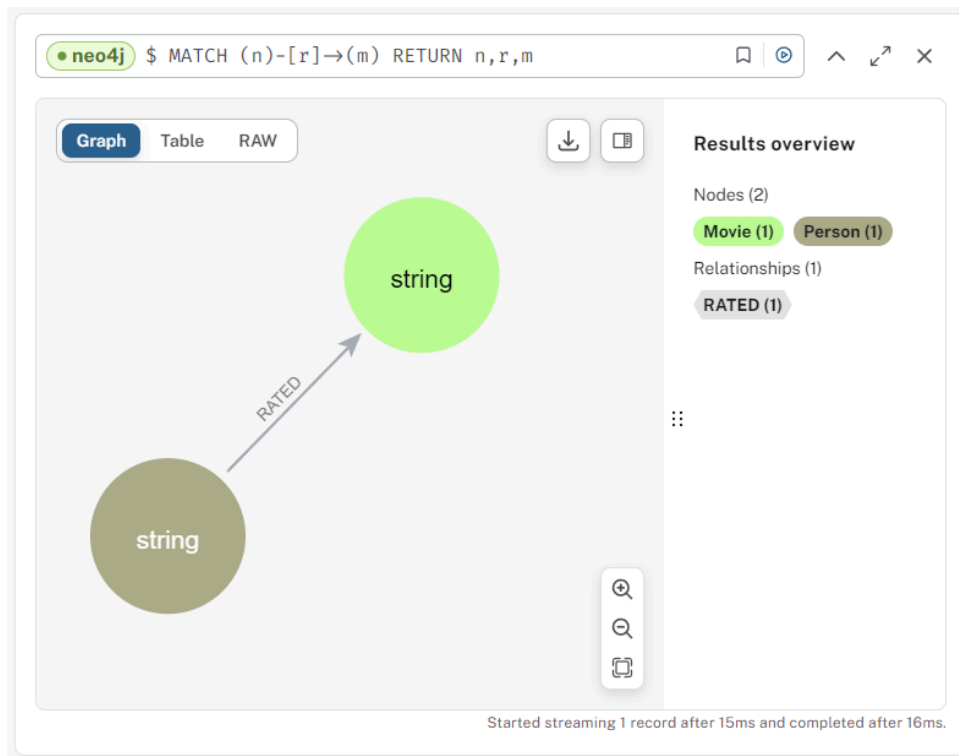 neo4j $ MATCH (n)-[r]→(m) RETURN n,r,m
Graph Table RAW
Results overview
Nodes (2)
Movie (1) Person (1)
Relationships (1)
RATED (1)
string
RATED
string
Started streaming 1 record after 15ms and completed after 16ms.